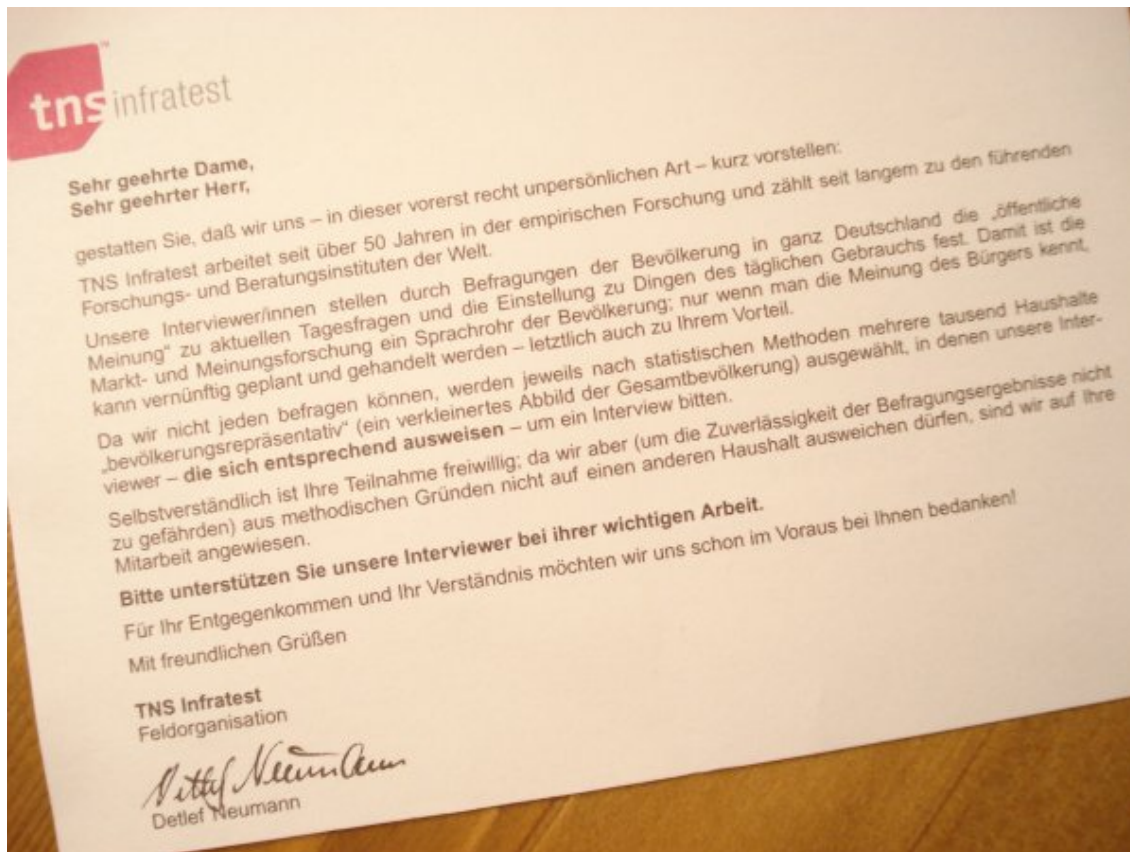 tns infratest
™
Sehr geehrte Dame,
Sehr geehrter Herr,
gestatten Sie, daß wir uns – in dieser vorerst recht unpersönlichen Art – kurz vorstellen:
TNS Infratest arbeitet seit über 50 Jahren in der empirischen Forschung und zählt seit langem zu den führenden
Forschungs- und Beratungsinstituten der Welt.
Unsere Interviewer/innen stellen durch Befragungen der Bevölkerung in ganz Deutschland die „öffentliche
Meinung“ zu aktuellen Tagesfragen und die Einstellung zu Dingen des täglichen Gebrauchs fest. Damit ist die
Markt- und Meinungsforschung ein Sprachrohr der Bevölkerung; nur wenn man die Meinung des Bürgers kennt,
kann vernünftig geplant und gehandelt werden – letztlich auch zu Ihrem Vorteil.
Da wir nicht jeden befragen können, werden jeweils nach statistischen Methoden mehrere tausend Haushalte
„bevölkerungsrepräsentativ“ (ein verkleinertes Abbild der Gesamtbevölkerung) ausgewählt, in denen unsere Inter-
viewer – die sich entsprechend ausweisen – um ein Interview bitten.
Selbstverständlich ist Ihre Teilnahme freiwillig; da wir aber (um die Zuverlässigkeit der Befragungsergebnisse nicht
zu gefährden) aus methodischen Gründen nicht auf einen anderen Haushalt ausweichen dürfen, sind wir auf Ihre
Mitarbeit angewiesen.
Bitte unterstützen Sie unsere Interviewer bei ihrer wichtigen Arbeit.
Für Ihr Entgegenkommen und Ihr Verständnis möchten wir uns schon im Voraus bei Ihnen bedanken!
Mit freundlichen Grüßen
TNS Infratest
Feldorganisation
Detlef Neumann
Detlef Neumann